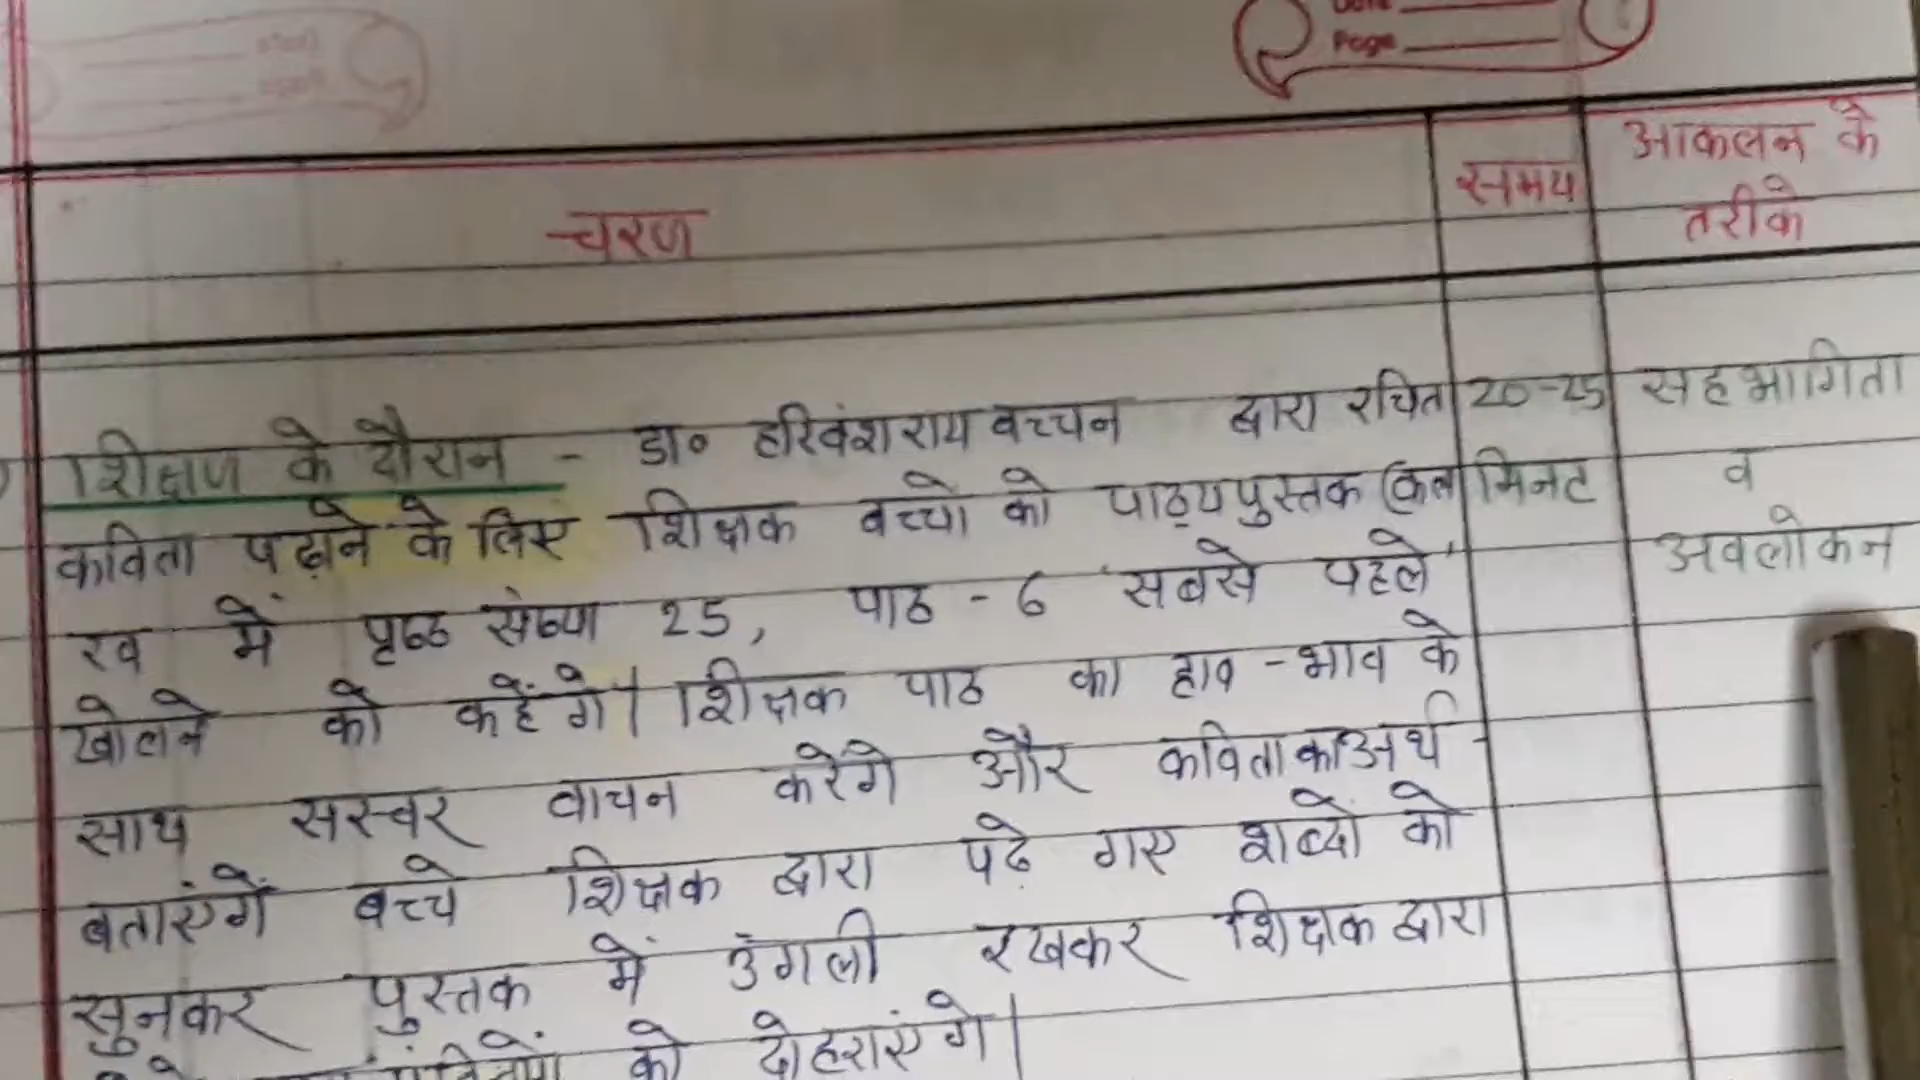 Date
Page
चरण
समय
आकलन के
तरीके
शिक्षण के दौरान - डा० हरिवंशराय बच्चन द्वारा रचित
20-25
सहभागिता
कविता पढ़ाने के लिए शिक्षक बच्चो को पाठ्यपुस्तक (कल
मिनट
व
रव में पृष्ठ संख्या 25, पाठ - 6 'सबसे पहले'
अवलोकन
खोलने को कहेंगे। शिक्षक पाठ का हाव - भाव के
साथ सस्वर वाचन करेंगे और कविता का अर्थ
बताएंगें बच्चे शिक्षक द्वारा पढ़े गए शब्दों को
सुनकर पुस्तक में उंगली रखकर शिक्षक द्वारा
को दोहराएंगे।